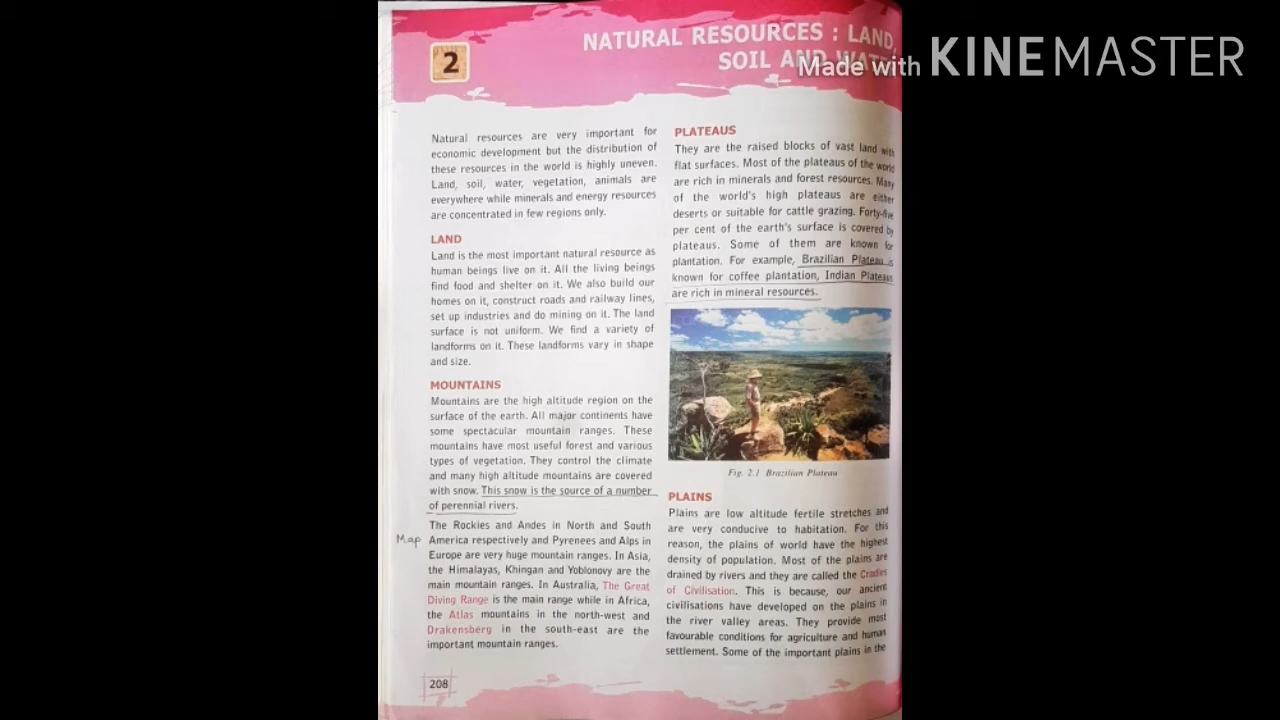 2
NATURAL RESOURCES : LAND,
SOIL AND WATER
Made with KINEMASTER
Natural resources are very important for
economic development but the distribution of
these resources in the world is highly uneven.
Land, soil, water, vegetation, animals are
everywhere while minerals and energy resources
are concentrated in few regions only.
LAND
Land is the most important natural resource as
human beings live on it. All the living beings
find food and shelter on it. We also build our
homes on it, construct roads and railway lines,
set up industries and do mining on it. The land
surface is not uniform. We find a variety of
landforms on it. These landforms vary in shape
and size.
MOUNTAINS
Mountains are the high altitude region on the
surface of the earth. All major continents have
some spectacular mountain ranges. These
mountains have most useful forest and various
types of vegetation. They control the climate
and many high altitude mountains are covered
with snow. This snow is the source of a number
of perennial rivers.
The Rockies and Andes in North and South
Map America respectively and Pyrenees and Alps in
Europe are very huge mountain ranges. In Asia,
the Himalayas, Khingan and Yoblonovy are the
main mountain ranges. In Australia, The Great
Diving Range is the main range while in Africa,
the Atlas mountains in the north-west and
Drakensberg in the south-east are the
important mountain ranges.
208
PLATEAUS
They are the raised blocks of vast land with
flat surfaces. Most of the plateaus of the world
are rich in minerals and forest resources. Many
of the world's high plateaus are either
deserts or suitable for cattle grazing. Forty-five
per cent of the earth's surface is covered by
plateaus. Some of them are known for
plantation. For example, Brazilian Plateau is
known for coffee plantation, Indian Plateaus
are rich in mineral resources.
Fig. 2.1 Brazilian Plateau
PLAINS
Plains are low altitude fertile stretches and
are very conducive to habitation. For this
reason, the plains of world have the highest
density of population. Most of the plains are
drained by rivers and they are called the Cradles
of Civilisation. This is because, our ancient
civilisations have developed on the plains in
the river valley areas. They provide most
favourable conditions for agriculture and human
settlement. Some of the important plains in the